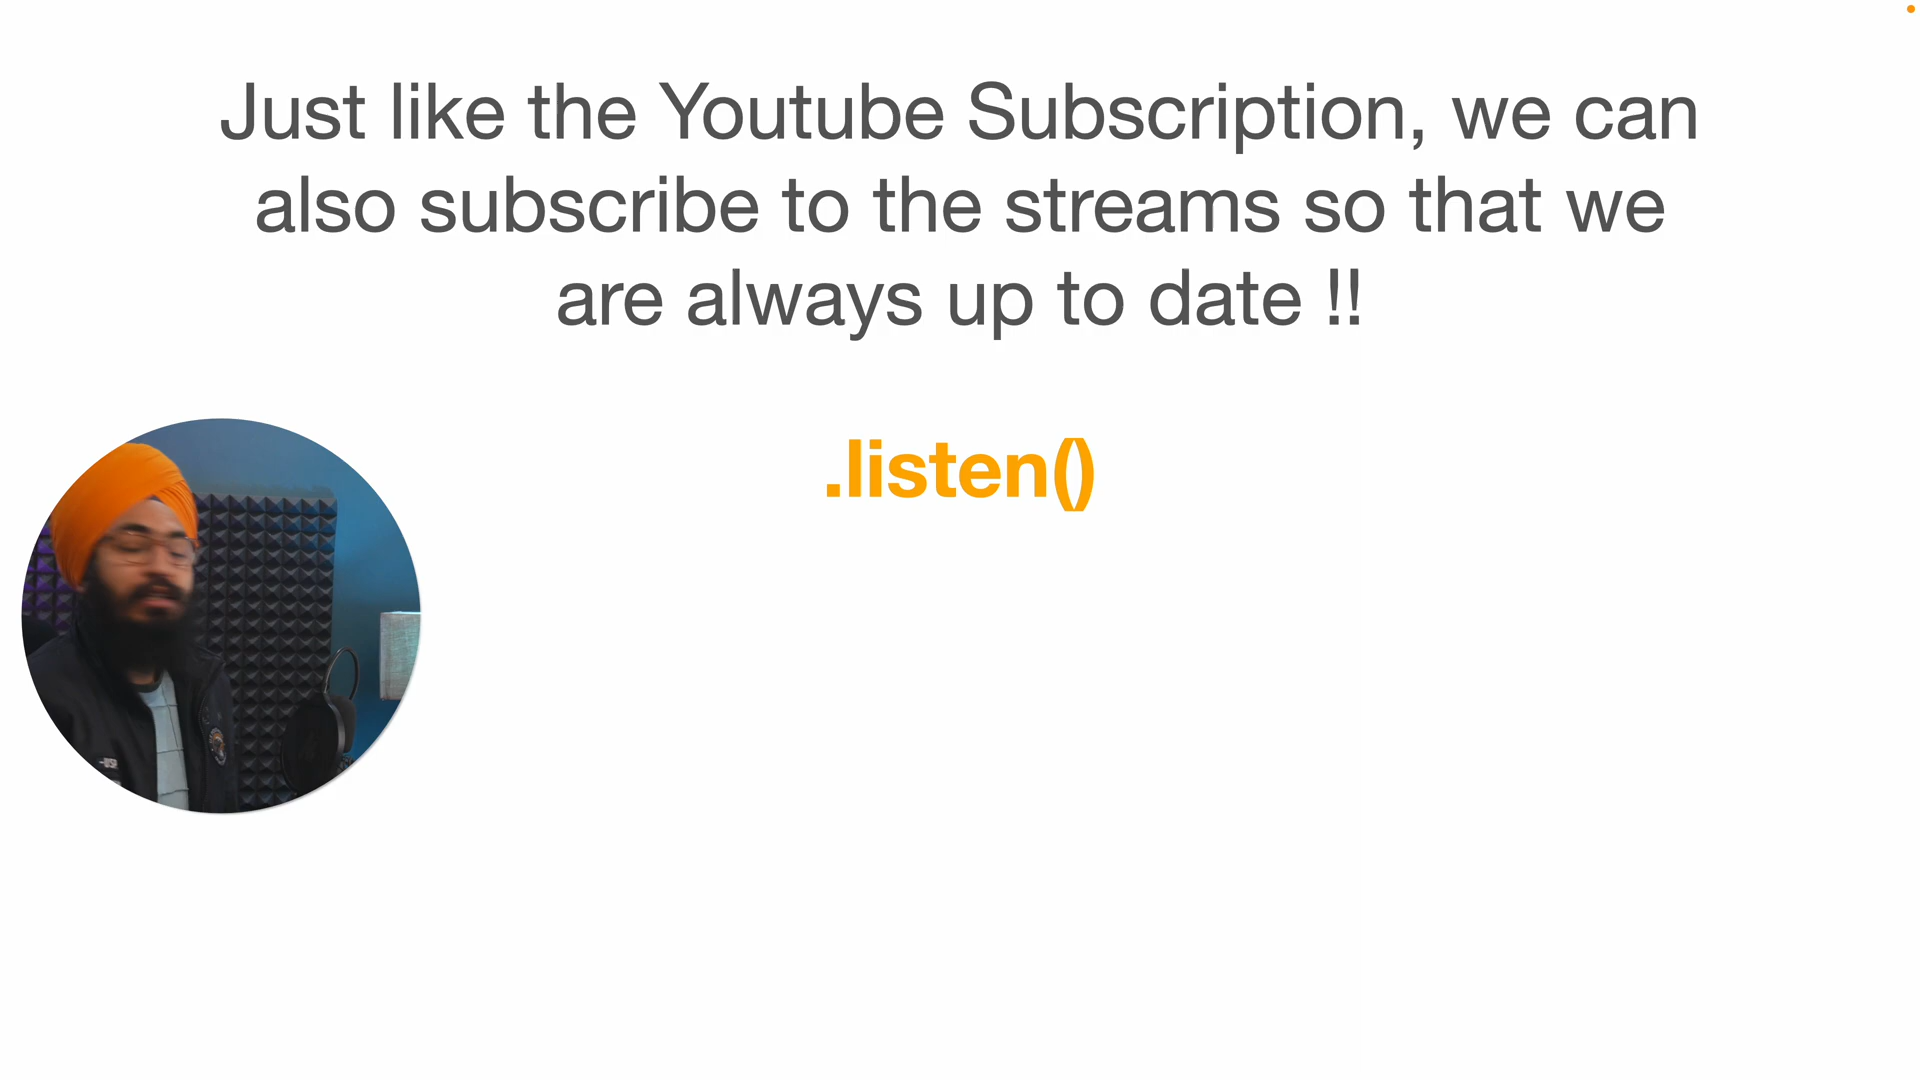 Just like the Youtube Subscription, we can
also subscribe to the streams so that we
are always up to date !!
.listen()